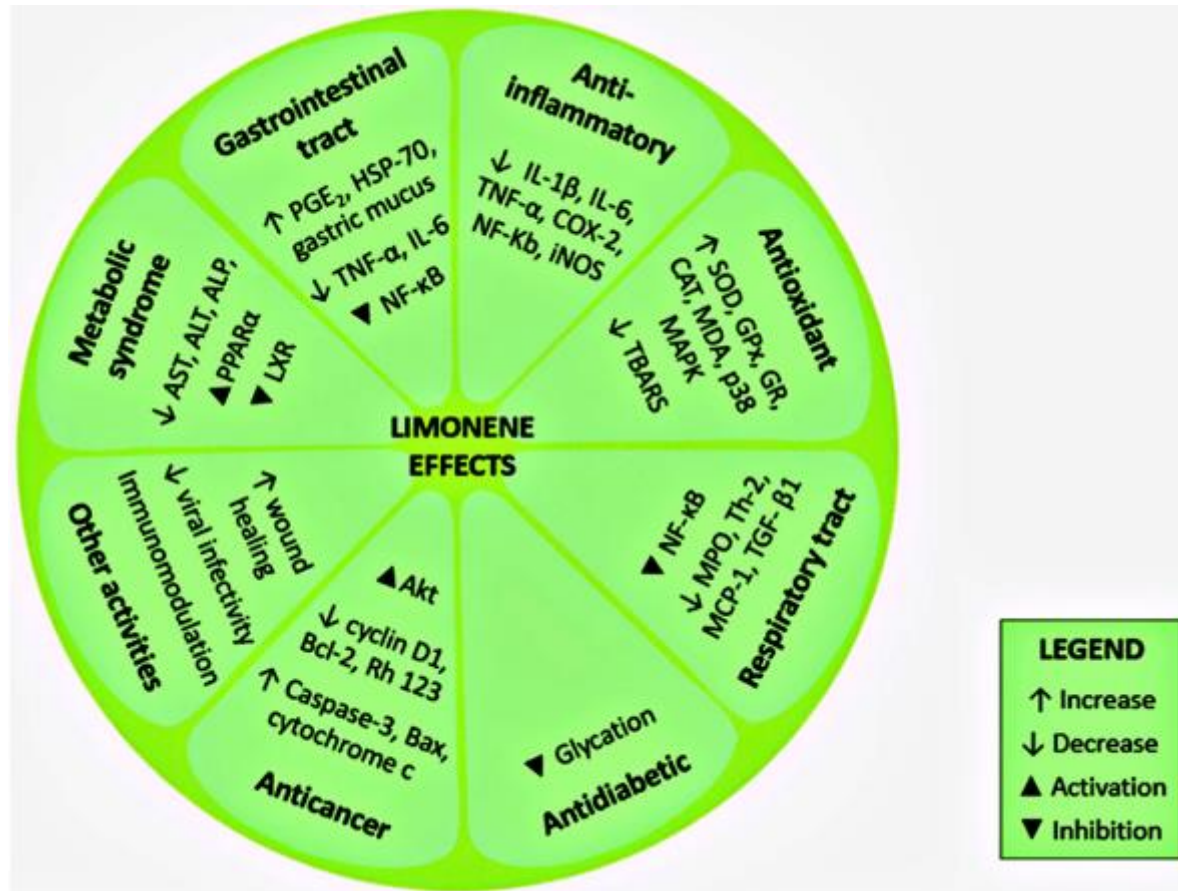 Gastrointestinal
tract
↑ PGE₂, HSP-70,
gastric mucus
↓ TNF-α, IL-6
▼ NF-κB
Anti-
inflammatory
↓ IL-1β, IL-6,
TNF-α, COX-2,
NF-Kb, iNOS
Antioxidant
↑ SOD, GPx, GR,
CAT, MDA, p38
MAPK
↓ TBARS
Respiratory tract
▼ NF-κB
↓ MPO, Th-2,
MCP-1, TGF- β1
Antidiabetic
▼ Glycation
Anticancer
▲Akt
↓ cyclin D1,
Bcl-2, Rh 123
↑ Caspase-3, Bax,
cytochrome c
Other activities
↑ wound
healing
↓ viral infectivity
Immunomodulation
Metabolic
syndrome
↓ AST, ALT, ALP,
▲PPARα
▼ LXR
LIMONENE
EFFECTS
LEGEND
↑ Increase
↓ Decrease
▲ Activation
▼ Inhibition